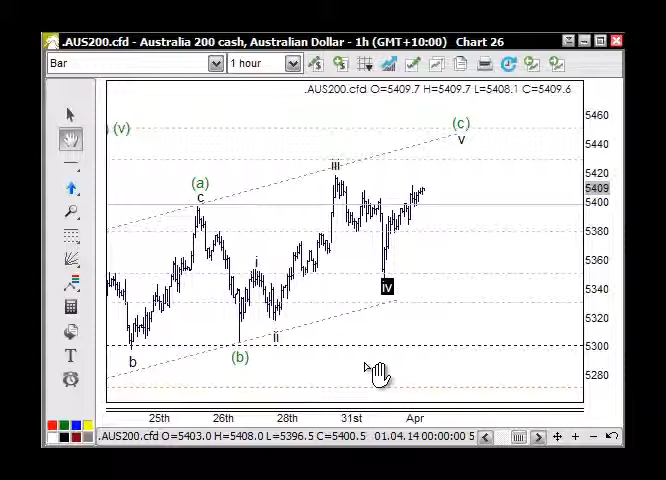 .AUS200.cfd - Australia 200 cash, Australian Dollar - 1h (GMT+10:00) Chart 26
Bar 1 hour
.AUS200.cfd O=5409.7 H=5409.7 L=5408.1 C=5409.6
5460
(c)
(v)
v
5440
iii
5420
(a)
5409
c
5400
5380
i
5360
iv
5340
ii
5320
(b)
5300
b
5280
T
25th 26th 28th 31st Apr
.AUS200.cfd O=5403.0 H=5408.0 L=5396.5 C=5400.5 01.04.14 00:00:00 5